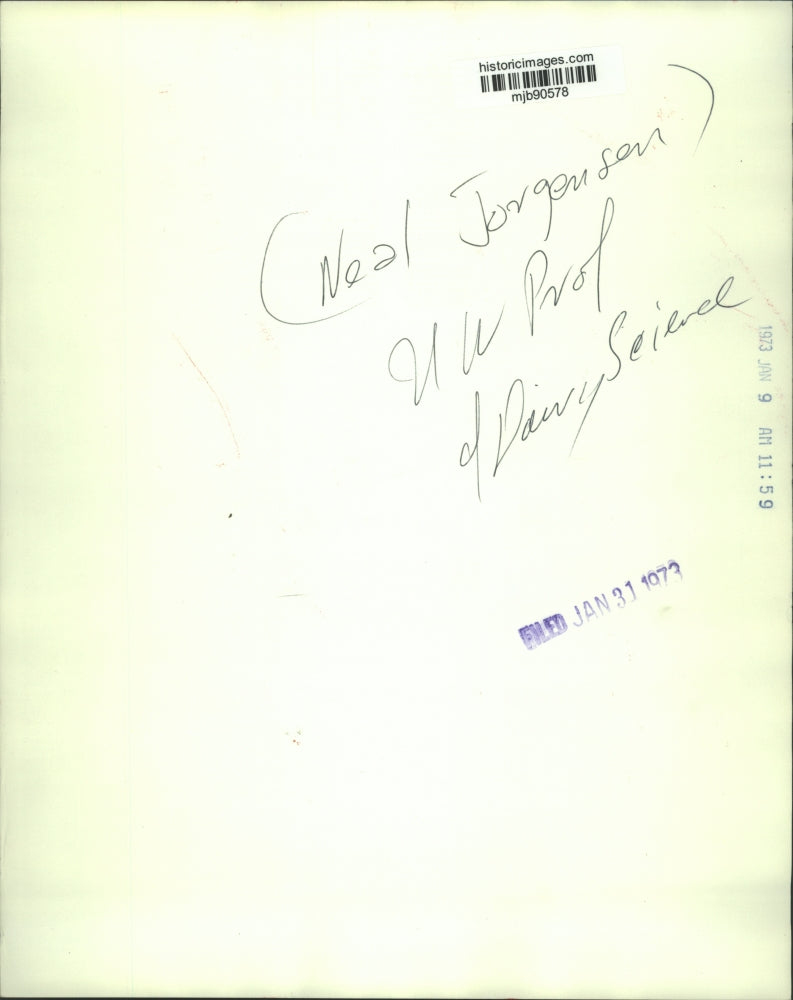 historicimages.com
mjb90578
(Neal Jorgensen)
UW Prof
of Dairy Science
1973 JAN 9 AM 11:59
FILED JAN 31 1973